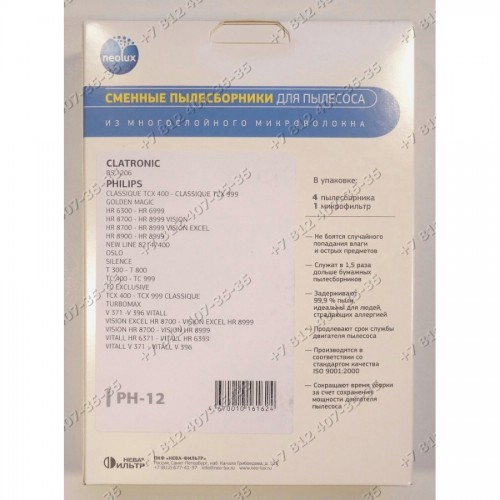 neolux
СМЕННЫЕ ПЫЛЕСБОРНИКИ ДЛЯ ПЫЛЕСОСА
ИЗ МНОГОСЛОЙНОГО МИКРОВОЛОКНА
CLATRONIC
PHILIPS
CLASSIQUE TCX 400 - CLASSIQUE TCX 999
GOLDEN MAGIC
HR 6300 - HR 6999
HR 8700 - HR 8999 VISION
HR 8700 - HR 8999 VISION EXCEL
HR 8900 - HR 8999
NEW LINE 821-1400
OSLO
SILENCE
T 300 - T 800
TC 400 - TC 999
TO EXCLUSIVE
TCX 400 - TCX 999 CLASSIQUE
TURBOMAX
V 371 -V 396 VITALL
VISION EXCEL HR 8700 - VISION EXCEL HR 8999
VISION HR 8700 - VISION HR 8999
VITALL HR 6371 - VITALL HR 6399
VITALL V 371 - VITALL V 396
PH-12
В упаковке:
4 пылесборника
1 микрофильтр
Не боятся случайного
попадания влаги
и острых предметов
Служат в 1,5 раза
дольше бумажных
пылесборников
Задерживают
99,9 % пыли,
идеальны для людей,
страдающих аллергией
Продлевают срок службы
двигателя пылесоса
Производятся в
соответствии со
стандартом качества
ISO 9001:2000
Сокращают время уборки
за счет сохранения
мощности двигателя
пылесоса
НЕВА
ФИЛЬТР
ПКФ «НЕВА-ФИЛЬТР»
+7 812 407-35-35